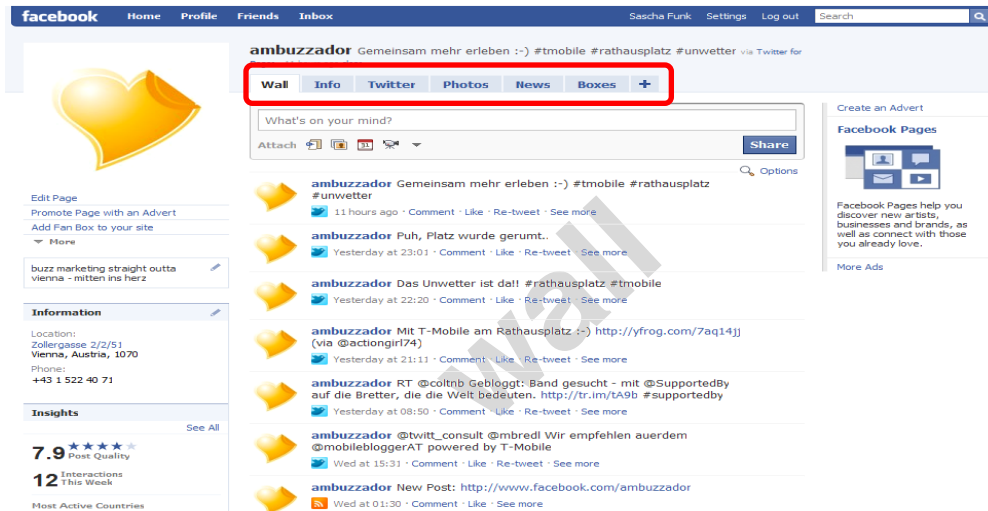 facebook Home Profile Friends Inbox Sascha Funk Settings Log out Search
ambuzzador Gemeinsam mehr erleben :-) #tmobile #rathausplatz #unwetter via Twitter for
Wall Info Twitter Photos News Boxes +
What's on your mind?
Attach 31 Share
Options
ambuzzador Gemeinsam mehr erleben :-) #tmobile #rathausplatz
#unwetter
11 hours ago · Comment · Like · Re-tweet · See more
ambuzzador Puh, Platz wurde gerumt..
Yesterday at 23:01 · Comment · Like · Re-tweet · See more
ambuzzador Das Unwetter ist da!! #rathausplatz #tmobile
Yesterday at 22:20 · Comment · Like · Re-tweet · See more
ambuzzador Mit T-Mobile am Rathausplatz :-) http://yfrog.com/7aq14jj
(via @actiongirl74)
Yesterday at 21:11 · Comment · Like · Re-tweet · See more
ambuzzador RT @coltnb Gebloggt: Band gesucht - mit @SupportedBy
auf die Bretter, die die Welt bedeuten. http://tr.im/tA9b #supportedby
Yesterday at 08:50 · Comment · Like · Re-tweet · See more
ambuzzador @twitt_consult @mbredl Wir empfehlen auerdem
@mobilebloggerAT powered by T-Mobile
Wed at 15:31 · Comment · Like · Re-tweet · See more
ambuzzador New Post: http://www.facebook.com/ambuzzador
Wed at 01:30 · Comment · Like · See more
wall
Edit Page
Promote Page with an Advert
Add Fan Box to your site
More
buzz marketing straight outta
vienna - mitten ins herz
Information
Location:
Zollergasse 2/2/51
Vienna, Austria, 1070
Phone:
+43 1 522 40 71
Insights
See All
7.9 Post Quality
12 Interactions
This Week
Most Active Countries
Create an Advert
Facebook Pages
Facebook Pages help you
discover new artists,
businesses and brands, as
well as connect with those
you already love.
More Ads